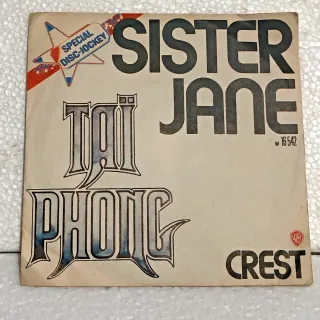 SPECIAL
DISC-JOCKEY
SISTER
JANE
W 16 542
TAÏ
PHONG
CREST